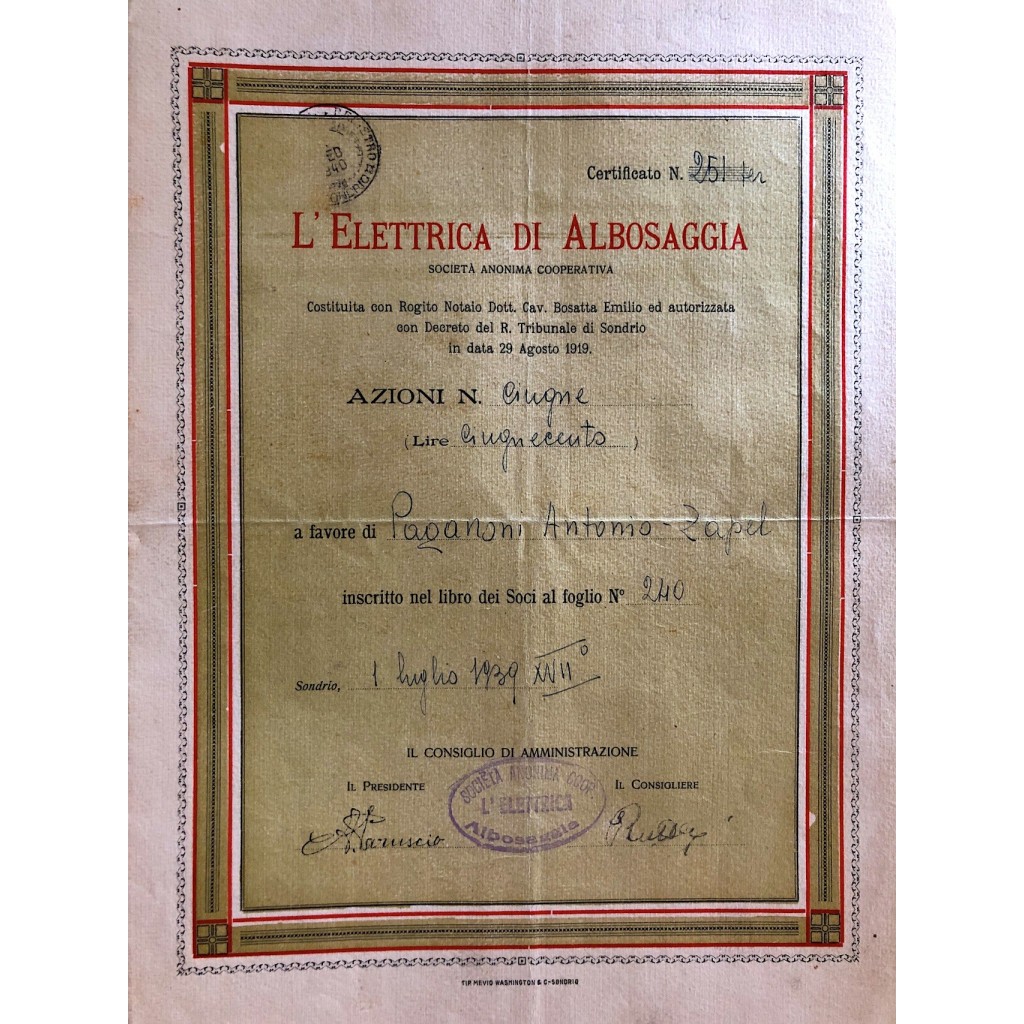 Certificato N. 251 ter
L'ELETTRICA DI ALBOSAGGIA
SOCIETÀ ANONIMA COOPERATIVA
Costituita con Rogito Notaio Dott. Cav. Bosatta Emilio ed autorizzata
con Decreto del R. Tribunale di Sondrio
in data 29 Agosto 1919.
AZIONI N. Cinque
(Lire Cinquecento)
a favore di Paganoni Antonio-Zapel
inscritto nel libro dei Soci al foglio N° 240
Sondrio, 1 luglio 1939 XVII°
IL CONSIGLIO DI AMMINISTRAZIONE
IL PRESIDENTE
IL CONSIGLIERE
SOCIETÀ ANONIMA COOP.
L'ELETTRICA
Albosaggia
TIP. MEVIO WASHINGTON & C-SONDRIO